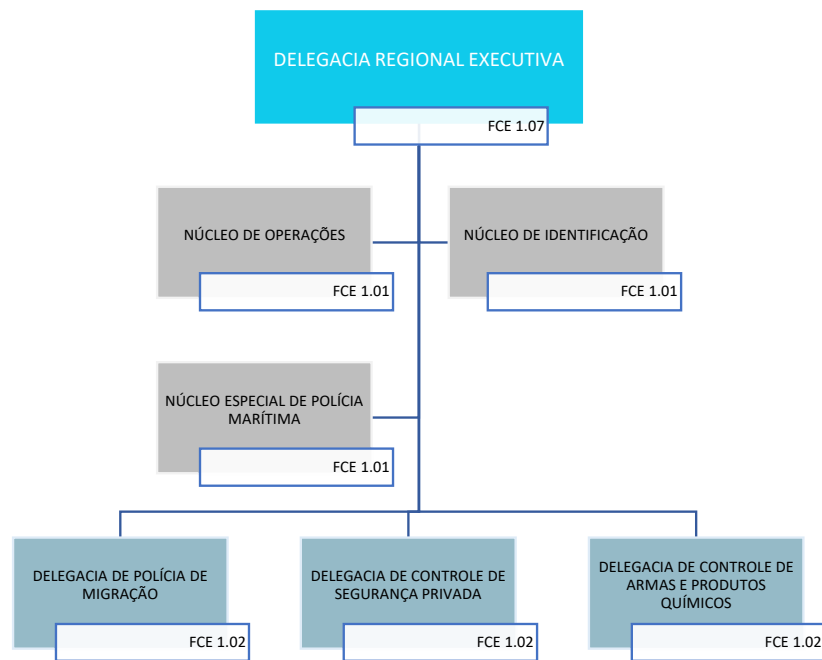 DELEGACIA REGIONAL EXECUTIVA
FCE 1.07
NÚCLEO DE OPERAÇÕES
FCE 1.01
NÚCLEO DE IDENTIFICAÇÃO
FCE 1.01
NÚCLEO ESPECIAL DE POLÍCIA
MARÍTIMA
FCE 1.01
DELEGACIA DE POLÍCIA DE
MIGRAÇÃO
FCE 1.02
DELEGACIA DE CONTROLE DE
SEGURANÇA PRIVADA
FCE 1.02
DELEGACIA DE CONTROLE DE
ARMAS E PRODUTOS
QUÍMICOS
FCE 1.02